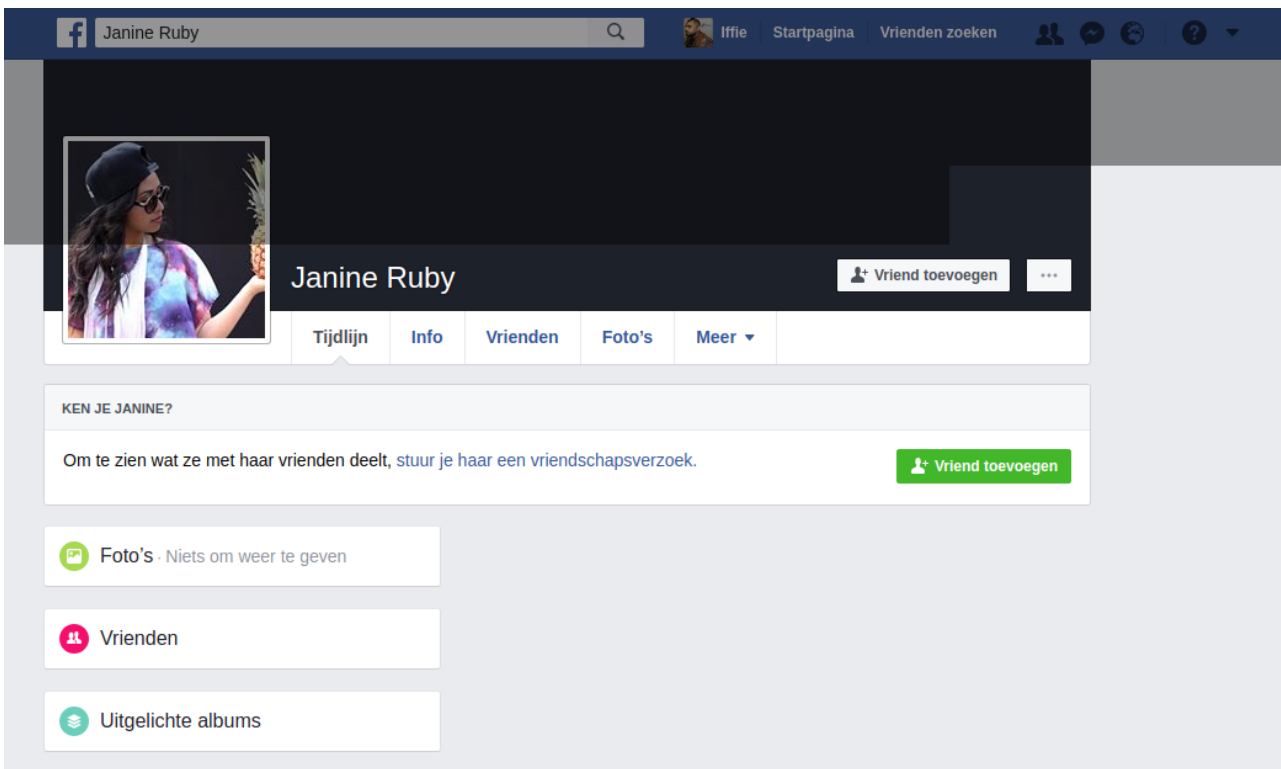 Janine Ruby
Iffie Startpagina Vrienden zoeken
Janine Ruby
Vriend toevoegen
Tijdlijn Info Vrienden Foto's Meer
KEN JE JANINE?
Om te zien wat ze met haar vrienden deelt, stuur je haar een vriendschapsverzoek.
Vriend toevoegen
Foto's · Niets om weer te geven
Vrienden
Uitgelichte albums